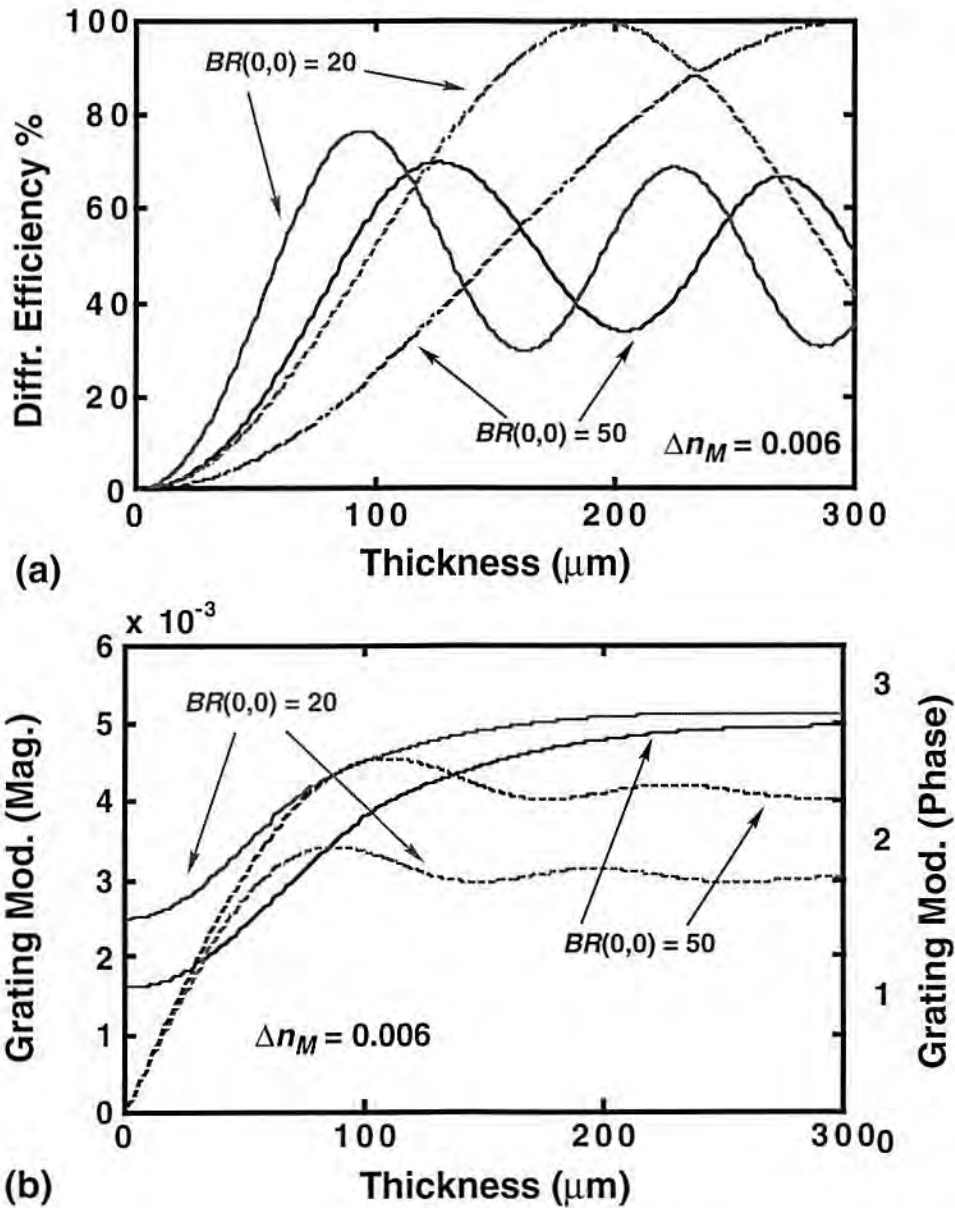 100
80
60
40
20
0
Diffr. Efficiency %
BR(0,0) = 20
BR(0,0) = 50
Δn_M = 0.006
0
100
200
300
Thickness (μm)
(a)
x 10⁻³
6
5
4
3
2
1
0
Grating Mod. (Mag.)
BR(0,0) = 20
BR(0,0) = 50
Δn_M = 0.006
3
2
1
0
Grating Mod. (Phase)
0
100
200
300
Thickness (μm)
(b)